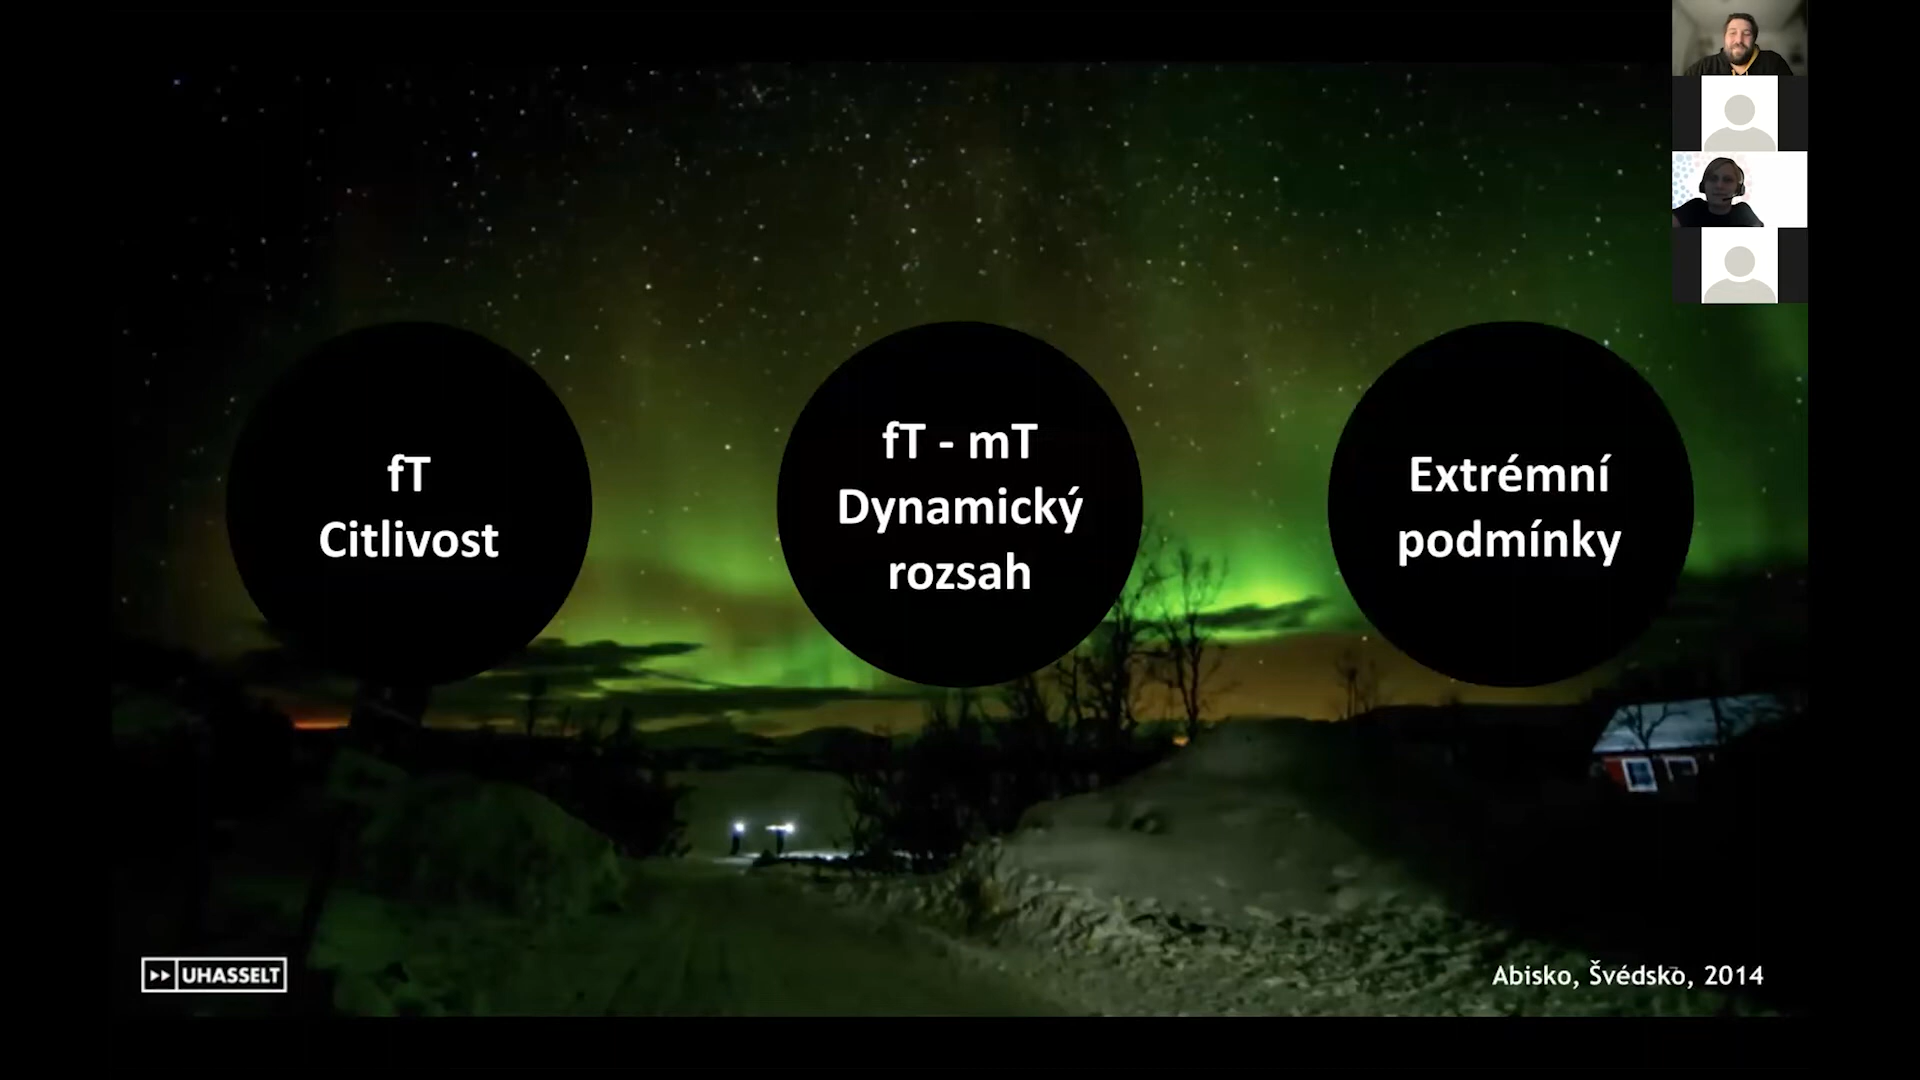 fT
Citlivost
fT - mT
Dynamický
rozsah
Extrémní
podmínky
UHASSELT
Abisko, Švédsko, 2014